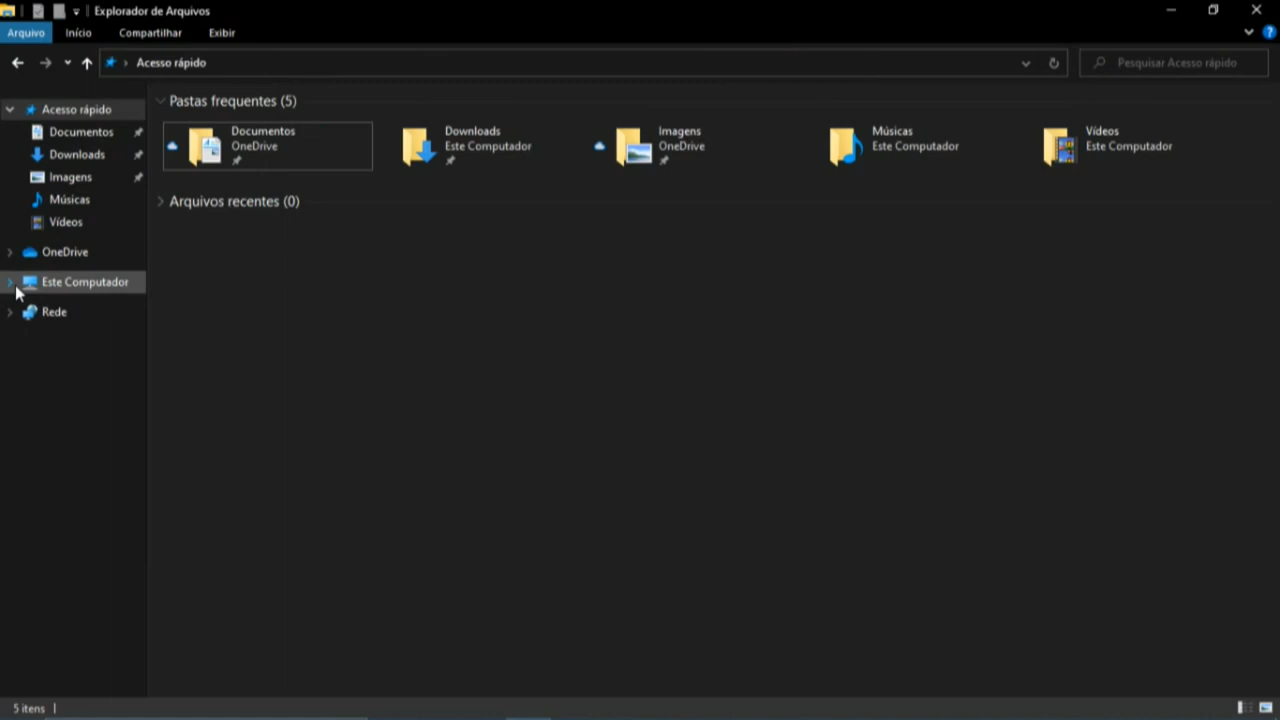 Explorador de Arquivos
Arquivo Início Compartilhar Exibir
Acesso rápido
Pesquisar Acesso rápido
Acesso rápido
Documentos
Downloads
Imagens
Músicas
Vídeos
OneDrive
Este Computador
Rede
Pastas frequentes (5)
Documentos
OneDrive
Downloads
Este Computador
Imagens
OneDrive
Músicas
Este Computador
Vídeos
Este Computador
Arquivos recentes (0)
5 itens